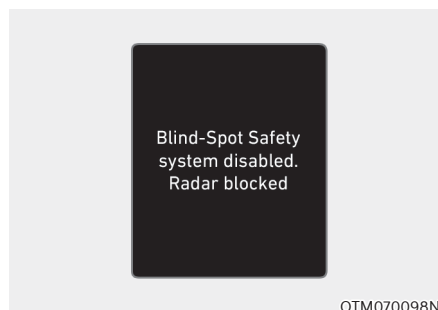 Blind-Spot Safety
system disabled.
Radar blocked
OTM070098N